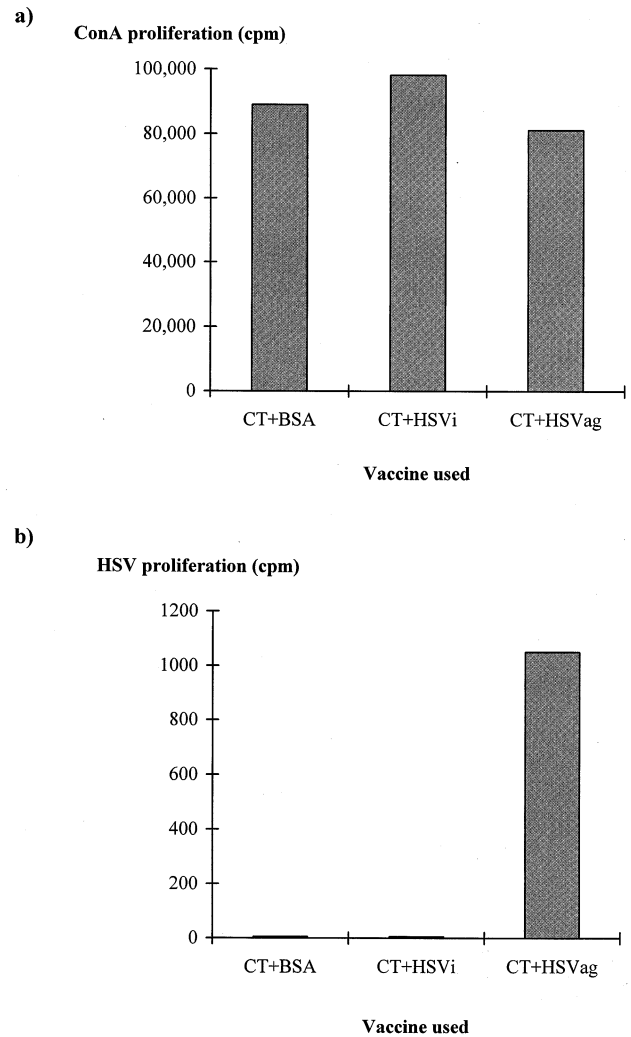 a)
ConA proliferation (cpm)
100,000
80,000
60,000
40,000
20,000
0
CT+BSA CT+HSVi CT+HSVag
Vaccine used
b)
HSV proliferation (cpm)
1200
1000
800
600
400
200
0
CT+BSA CT+HSVi CT+HSVag
Vaccine used